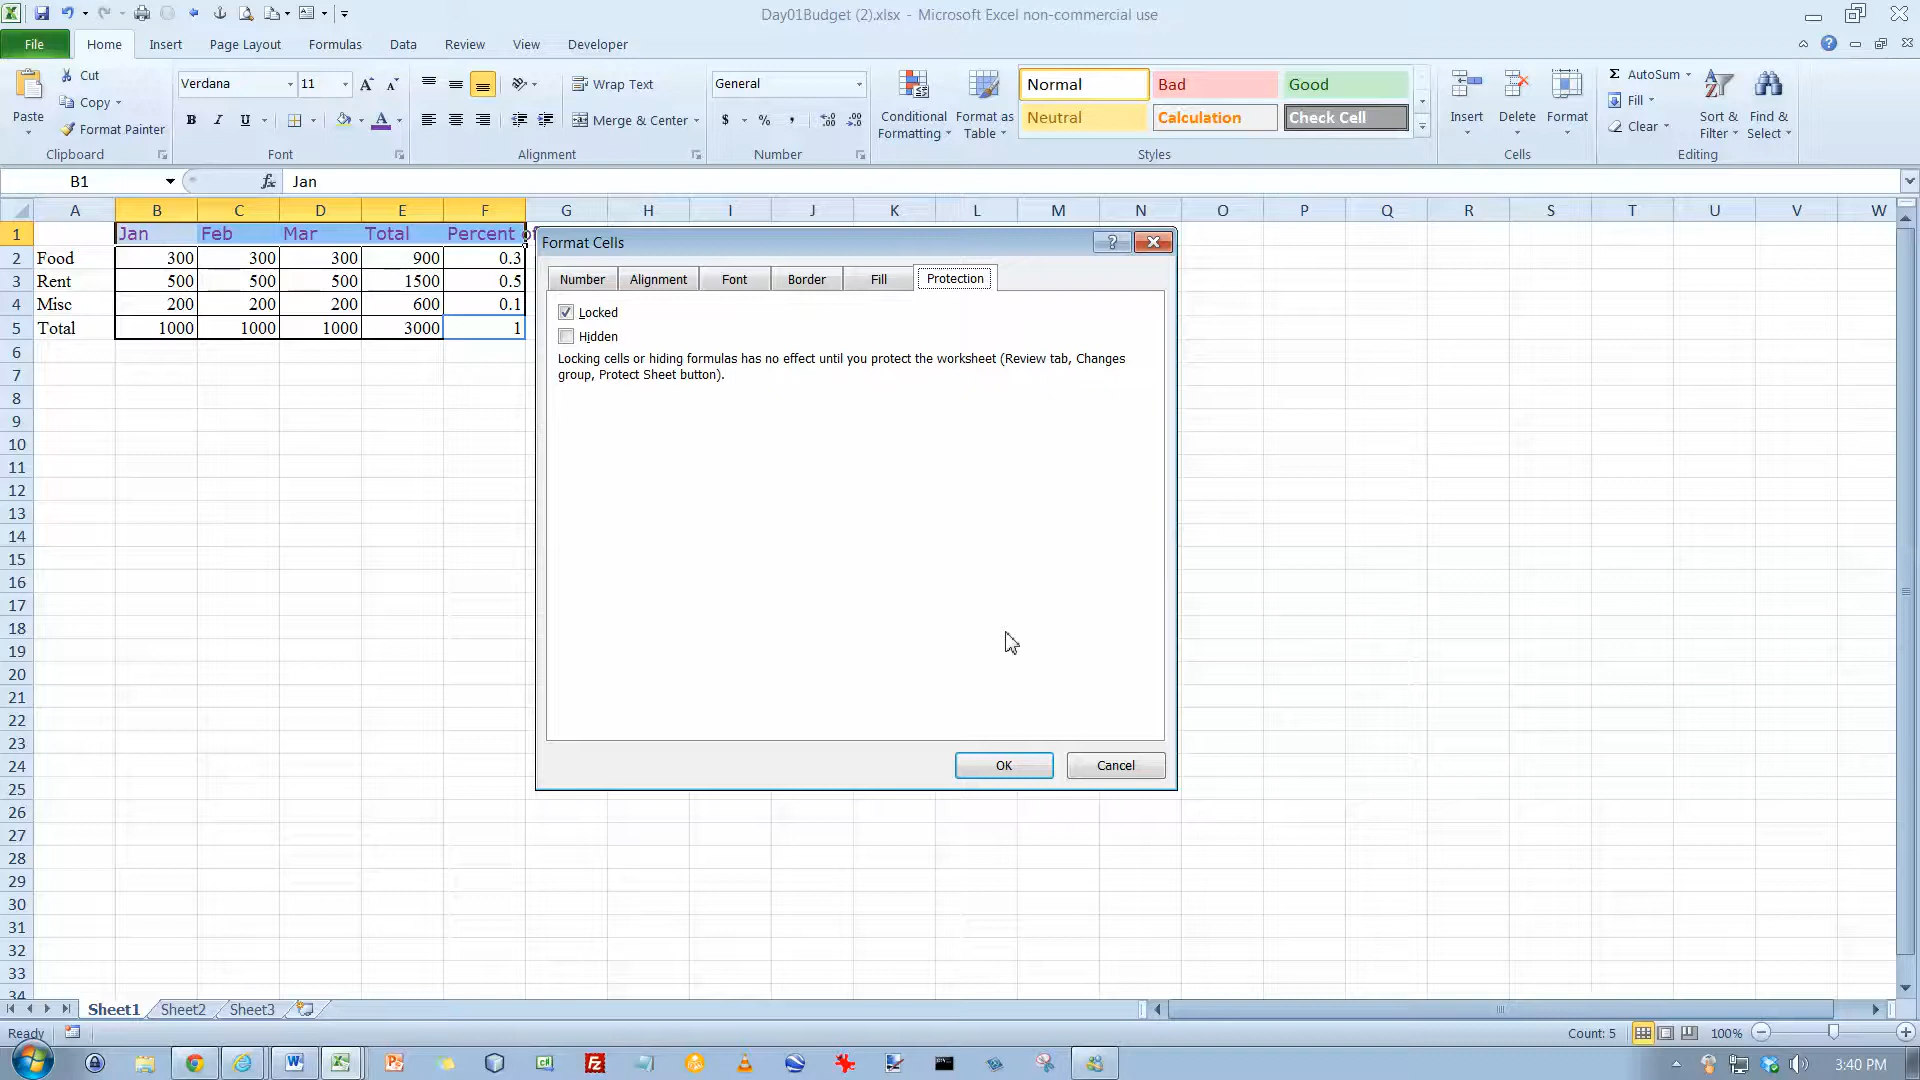 Day01Budget (2).xlsx - Microsoft Excel non-commercial use
File Home Insert Page Layout Formulas Data Review View Developer
Paste
Cut
Copy
Format Painter
Clipboard
Verdana 11
B I U
Font
Wrap Text
Merge & Center
Alignment
General
$ % ,
Number
Conditional Formatting
Format as Table
Normal Bad Good
Neutral Calculation Check Cell
Styles
Insert Delete Format
Cells
Σ AutoSum
Fill
Clear
Sort & Filter
Find & Select
Editing
B1 fx Jan
A B C D E F G H I J K L M N O P Q R S T U V W
1 Jan Feb Mar Total Percent of
2 Food 300 300 300 900 0.3
3 Rent 500 500 500 1500 0.5
4 Misc 200 200 200 600 0.1
5 Total 1000 1000 1000 3000 1
6
7
8
9
10
11
12
13
14
15
16
17
18
19
20
21
22
23
24
25
26
27
28
29
30
31
32
33
34
Format Cells
Number Alignment Font Border Fill Protection
Locked
Hidden
Locking cells or hiding formulas has no effect until you protect the worksheet (Review tab, Changes
group, Protect Sheet button).
OK Cancel
Sheet1 Sheet2 Sheet3
Ready Count: 5 100%
3:40 PM